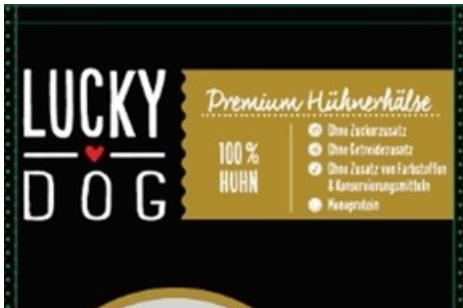 LUCKY
DOG
Premium Hühnerhälse
100 %
HUHN
Ohne Zuckerzusatz
Ohne Getreidezusatz
Ohne Zusatz von Farbstoffen
& Konservierungsmitteln
Monoprotein